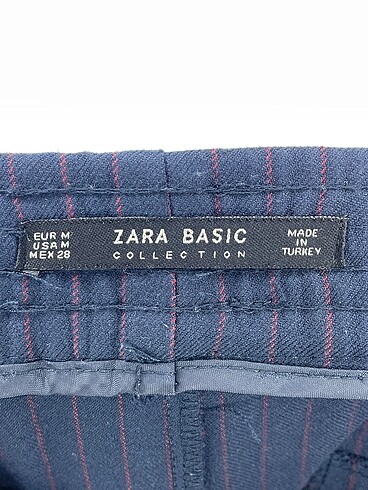 EUR M
USA M
MEX 28
ZARA BASIC
COLLECTION
MADE
IN
TURKEY